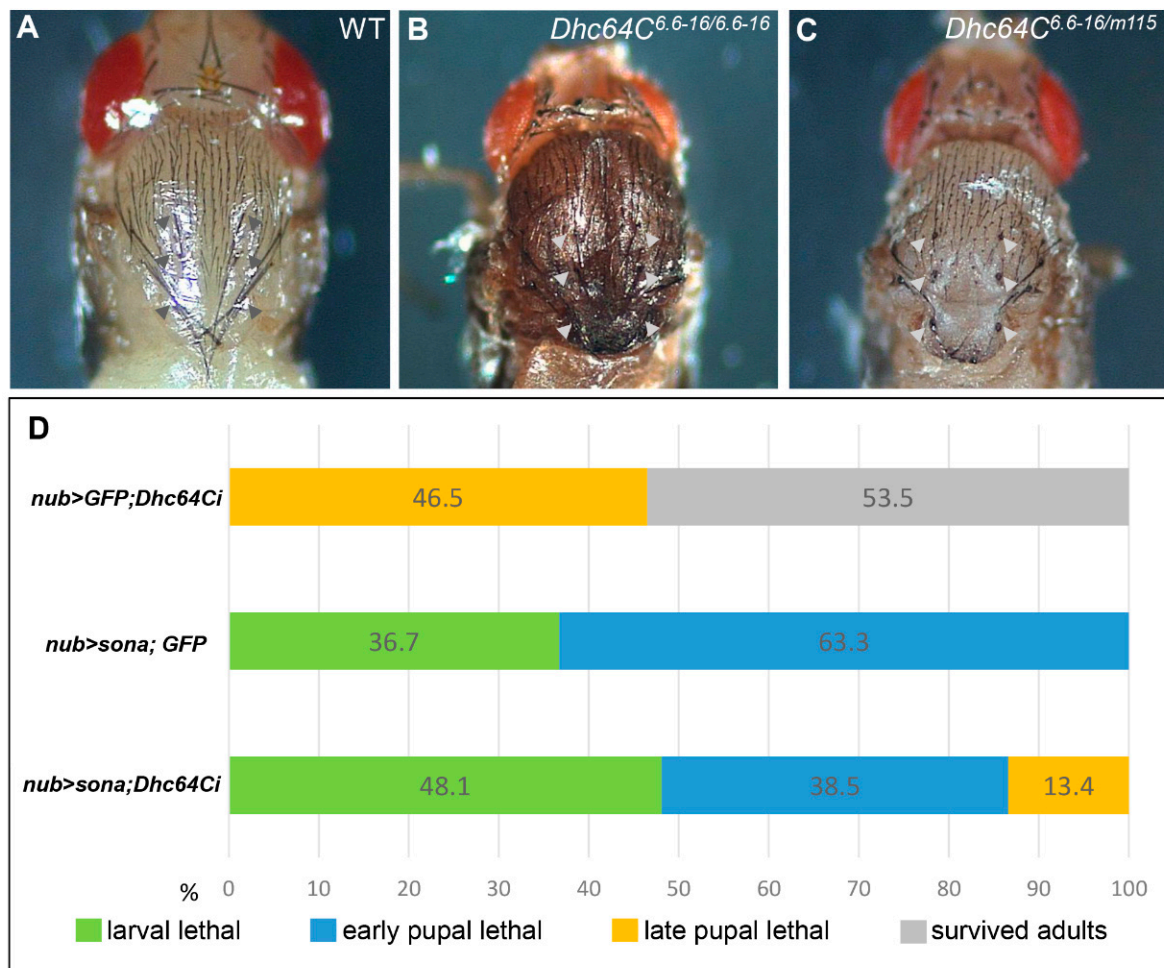 A WT
B Dhc64C6.6-16/6.6-16
C Dhc64C6.6-16/m115
D
nub>GFP;Dhc64Ci 46.5 53.5
nub>sona; GFP 36.7 63.3
nub>sona;Dhc64Ci 48.1 38.5 13.4
% 0 10 20 30 40 50 60 70 80 90 100
larval lethal early pupal lethal late pupal lethal survived adults